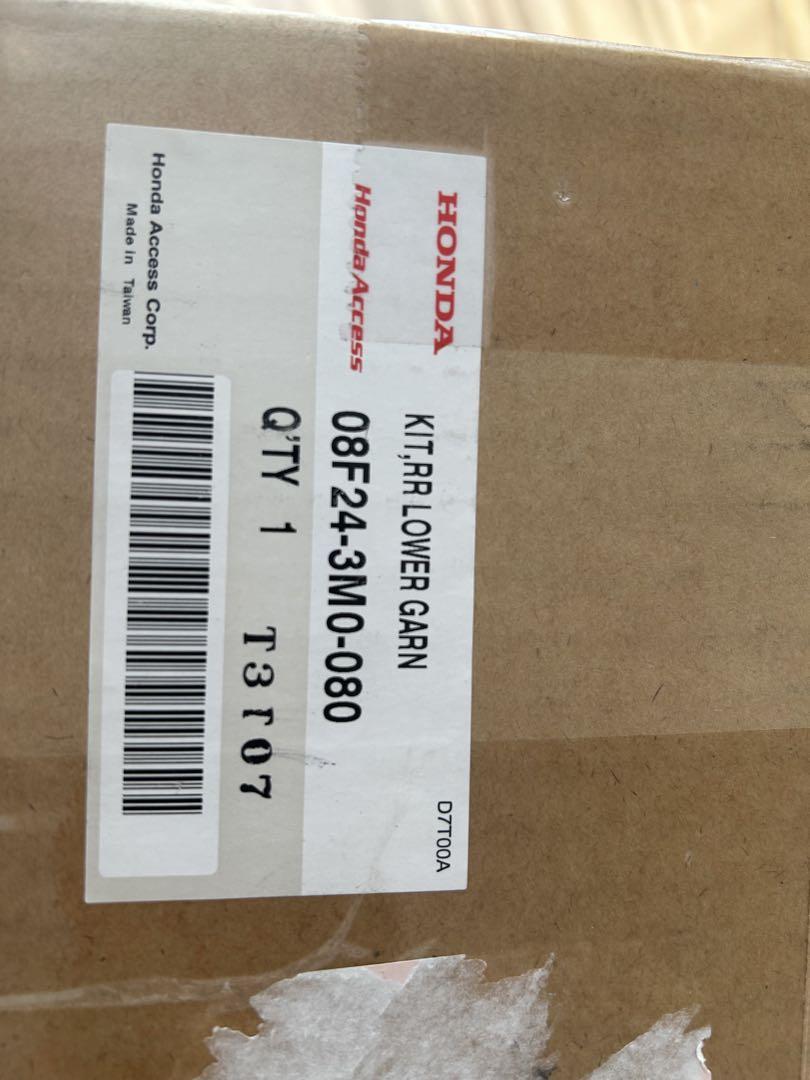 HONDA
KIT,RR LOWER GARN
D7T00A
Honda Access
08F24-3M0-080
Q'TY 1
T3I07
Honda Access Corp.
Made in Taiwan